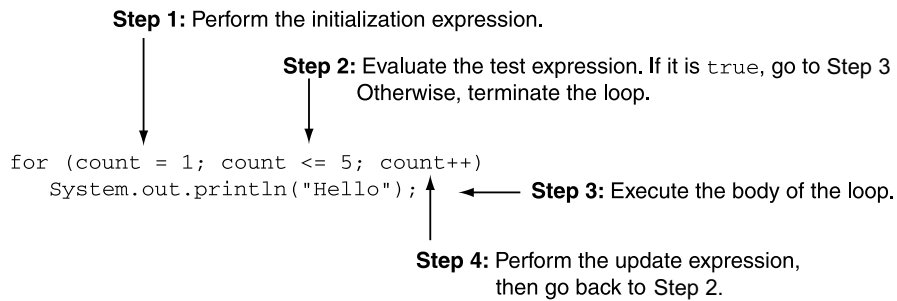 Step 1: Perform the initialization expression.
Step 2: Evaluate the test expression. If it is true, go to Step 3
Otherwise, terminate the loop.
for (count = 1; count <= 5; count++)
System.out.println("Hello");
Step 3: Execute the body of the loop.
Step 4: Perform the update expression,
then go back to Step 2.